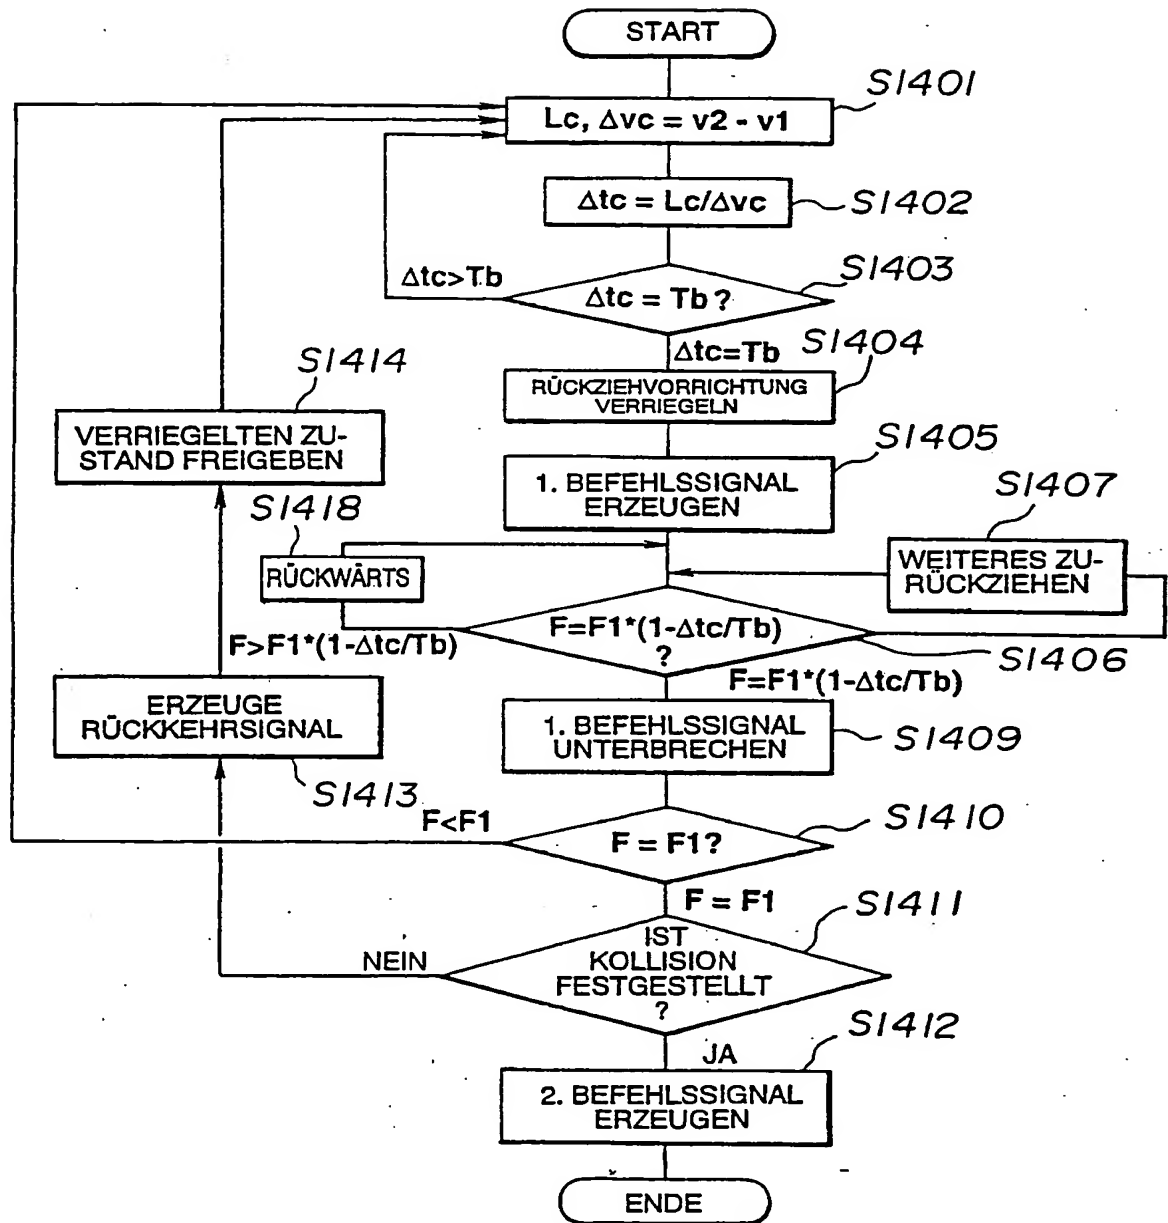 START
S1401
Lc, Δvc = v2 - v1
Δtc = Lc/Δvc
S1402
S1403
Δtc>Tb
Δtc = Tb ?
Δtc=Tb
S1404
RÜCKZIEHVORRICHTUNG
VERRIEGELN
S1414
VERRIEGELTEN ZU-
STAND FREIGEBEN
S1405
1. BEFEHLSSIGNAL
ERZEUGEN
S1407
WEITERES ZU-
RÜCKZIEHEN
S1418
RÜCKWÄRTS
F>F1*(1-Δtc/Tb)
F=F1*(1-Δtc/Tb)
?
S1406
F=F1*(1-Δtc/Tb)
ERZEUGE
RÜCKKEHRSIGNAL
S1413
1. BEFEHLSSIGNAL
UNTERBRECHEN
S1409
F<F1
F = F1?
S1410
F = F1
S1411
NEIN
IST
KOLLISION
FESTGESTELLT
?
JA
S1412
2. BEFEHLSSIGNAL
ERZEUGEN
ENDE